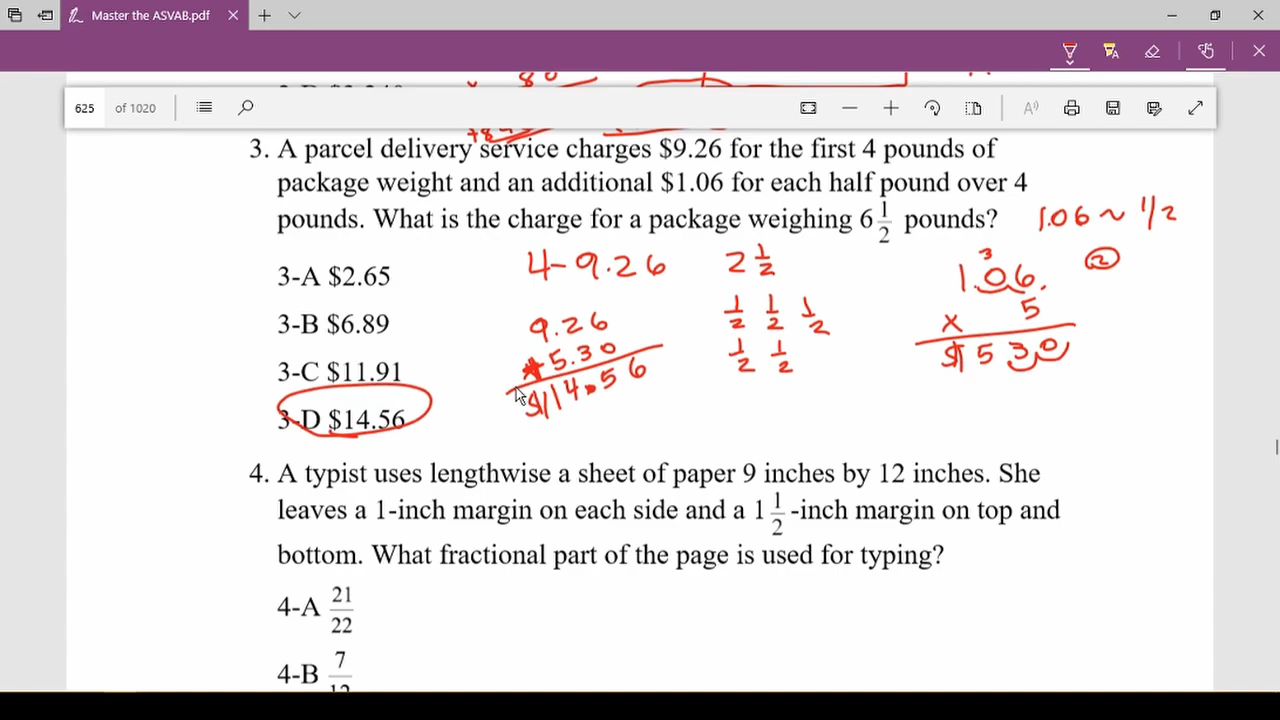 Master the ASVAB.pdf
80
625 of 1020
3. A parcel delivery service charges $9.26 for the first 4 pounds of
package weight and an additional $1.06 for each half pound over 4
pounds. What is the charge for a package weighing 6 1/2 pounds?
1.06 ~ 1/2
3-A $2.65
4-9.26
2 1/2
3
106.
2
3-B $6.89
9.26
1/2 1/2 1/2
x 5
3-C $11.91
+5.30
1/2 1/2
$530
3-D $14.56
$14.56
4. A typist uses lengthwise a sheet of paper 9 inches by 12 inches. She
leaves a 1-inch margin on each side and a 1 1/2 -inch margin on top and
bottom. What fractional part of the page is used for typing?
4-A 21/22
4-B 7/12